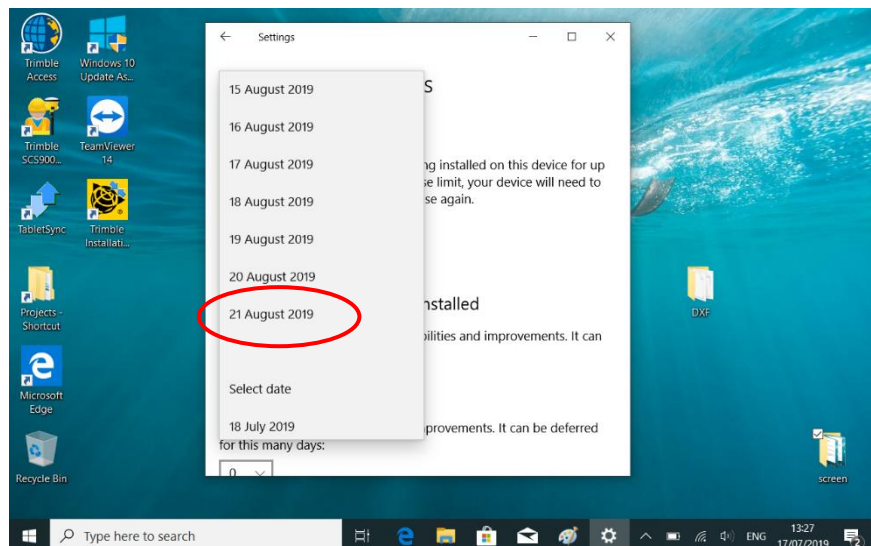 Trimble
Access
Windows 10
Update As...
Trimble
SCS900...
TeamViewer
14
TabletSync
Trimble
Installati...
Projects -
Shortcut
Microsoft
Edge
Recycle Bin
Settings
s
15 August 2019
16 August 2019
17 August 2019
ng installed on this device for up
se limit, your device will need to
18 August 2019
se again.
19 August 2019
20 August 2019
21 August 2019
nstalled
bilities and improvements. It can
Select date
18 July 2019
provements. It can be deferred
for this many days:
0
DXF
screen
Type here to search
ENG
13:27
17/07/2019
2